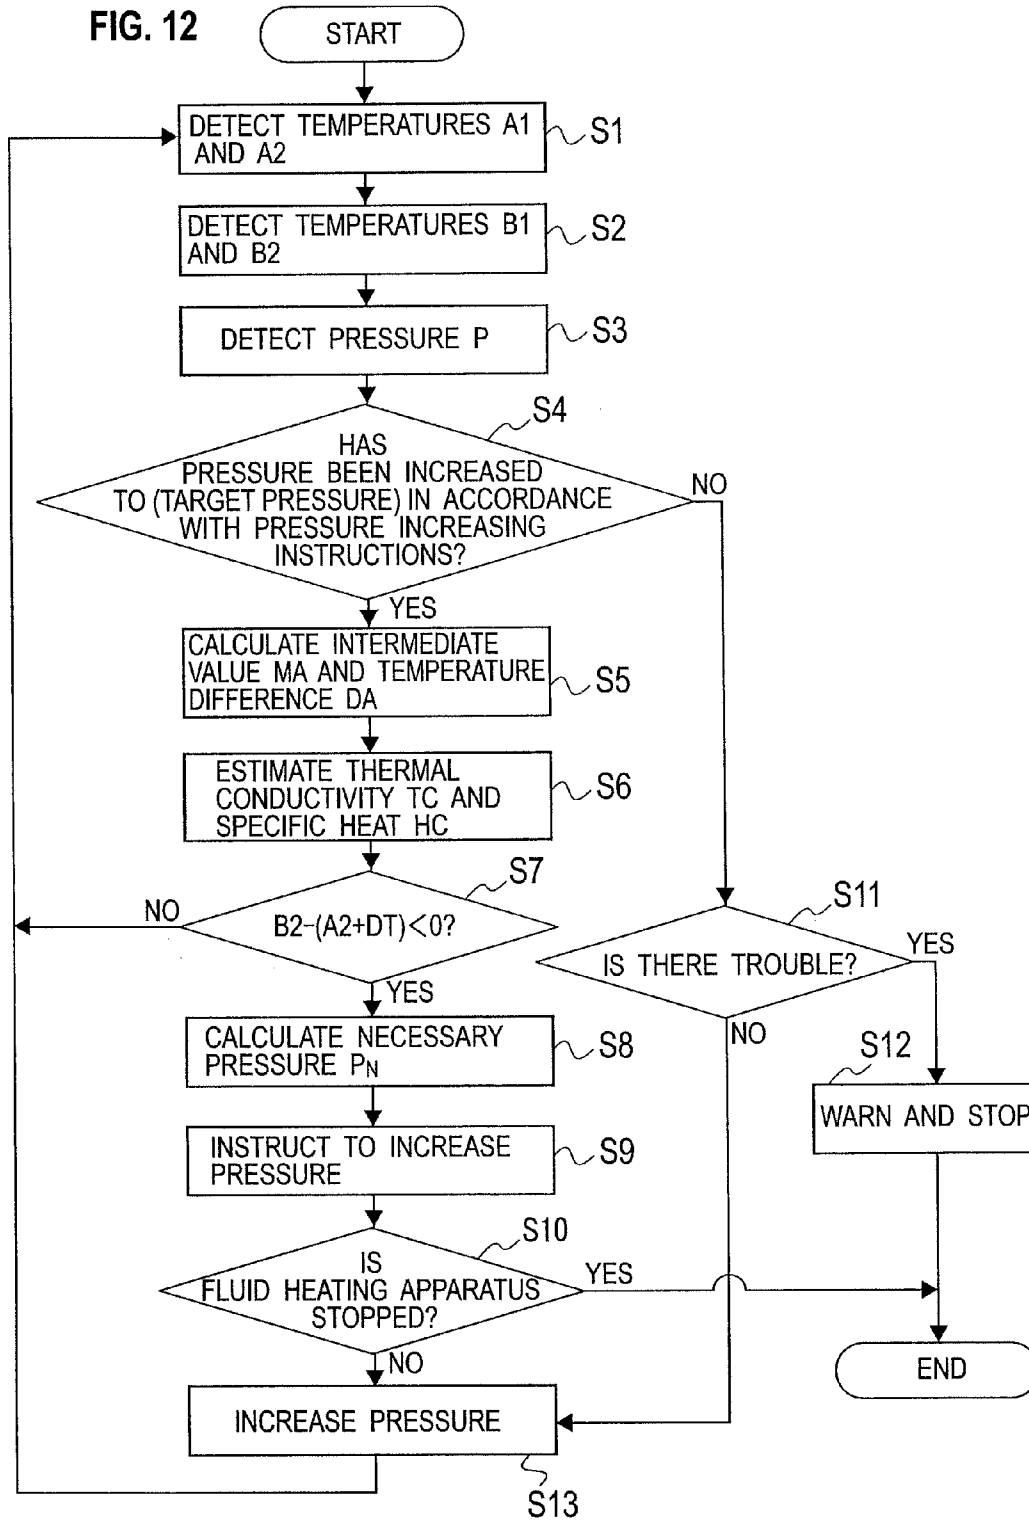 FIG. 12
START
DETECT TEMPERATURES A1
AND A2
S1
DETECT TEMPERATURES B1
AND B2
S2
DETECT PRESSURE P
S3
S4
HAS
PRESSURE BEEN INCREASED
TO (TARGET PRESSURE) IN ACCORDANCE
WITH PRESSURE INCREASING
INSTRUCTIONS?
NO
YES
CALCULATE INTERMEDIATE
VALUE MA AND TEMPERATURE
DIFFERENCE DA
S5
ESTIMATE THERMAL
CONDUCTIVITY TC AND
SPECIFIC HEAT HC
S6
S7
NO
B2-(A2+DT)<0?
YES
S11
IS THERE TROUBLE?
YES
NO
CALCULATE NECESSARY
PRESSURE PN
S8
S12
WARN AND STOP
INSTRUCT TO INCREASE
PRESSURE
S9
S10
IS
FLUID HEATING APPARATUS
STOPPED?
YES
NO
END
INCREASE PRESSURE
S13